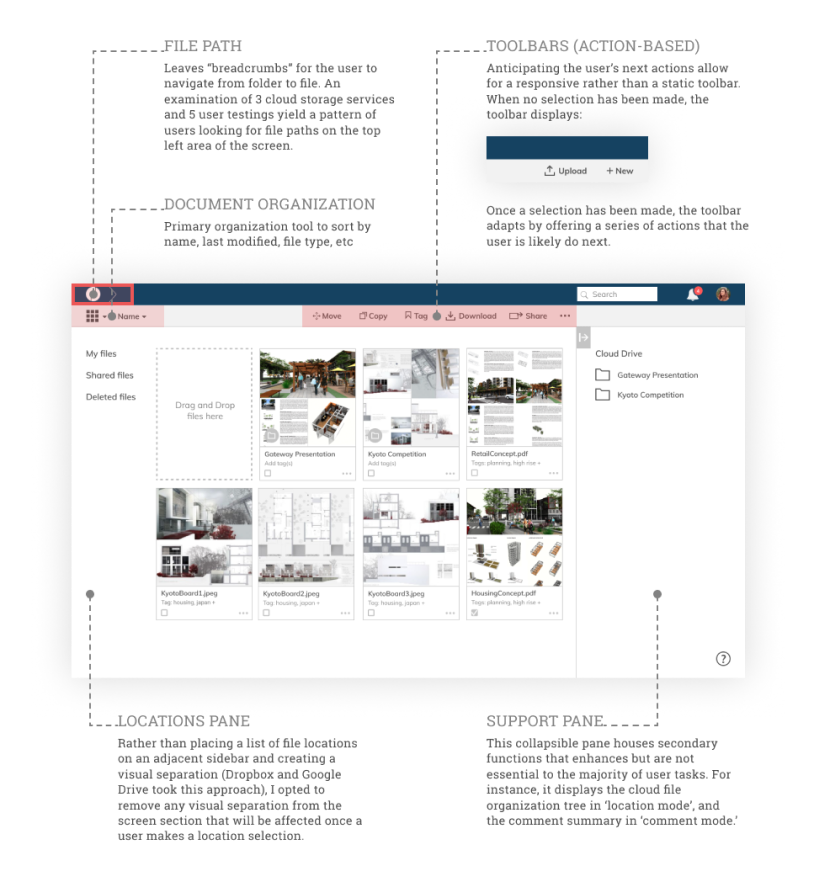 FILE PATH
Leaves “breadcrumbs” for the user to
navigate from folder to file. An
examination of 3 cloud storage services
and 5 user testings yield a pattern of
users looking for file paths on the top
left area of the screen.
DOCUMENT ORGANIZATION
Primary organization tool to sort by
name, last modified, file type, etc
TOOLBARS (ACTION-BASED)
Anticipating the user’s next actions allow
for a responsive rather than a static toolbar.
When no selection has been made, the
toolbar displays:
Upload + New
Once a selection has been made, the toolbar
adapts by offering a series of actions that the
user is likely do next.
Search
Name
Move Copy Tag Download Share
My files
Shared files
Deleted files
Drag and Drop
files here
Gateway Presentation
Add tag(s)
Kyoto Competition
Add tag(s)
RetailConcept.pdf
Tags: planning, high rise +
KyotoBoard1.jpeg
Tag: housing, japan +
KyotoBoard2.jpeg
Tag: housing, japan +
KyotoBoard3.jpeg
Tag: housing, japan +
HousingConcept.pdf
Tags: planning, high rise +
Cloud Drive
Gateway Presentation
Kyoto Competition
?
LOCATIONS PANE
Rather than placing a list of file locations
on an adjacent sidebar and creating a
visual separation (Dropbox and Google
Drive took this approach), I opted to
remove any visual separation from the
screen section that will be affected once a
user makes a location selection.
SUPPORT PANE
This collapsible pane houses secondary
functions that enhances but are not
essential to the majority of user tasks. For
instance, it displays the cloud file
organization tree in ‘location mode’, and
the comment summary in ‘comment mode.’